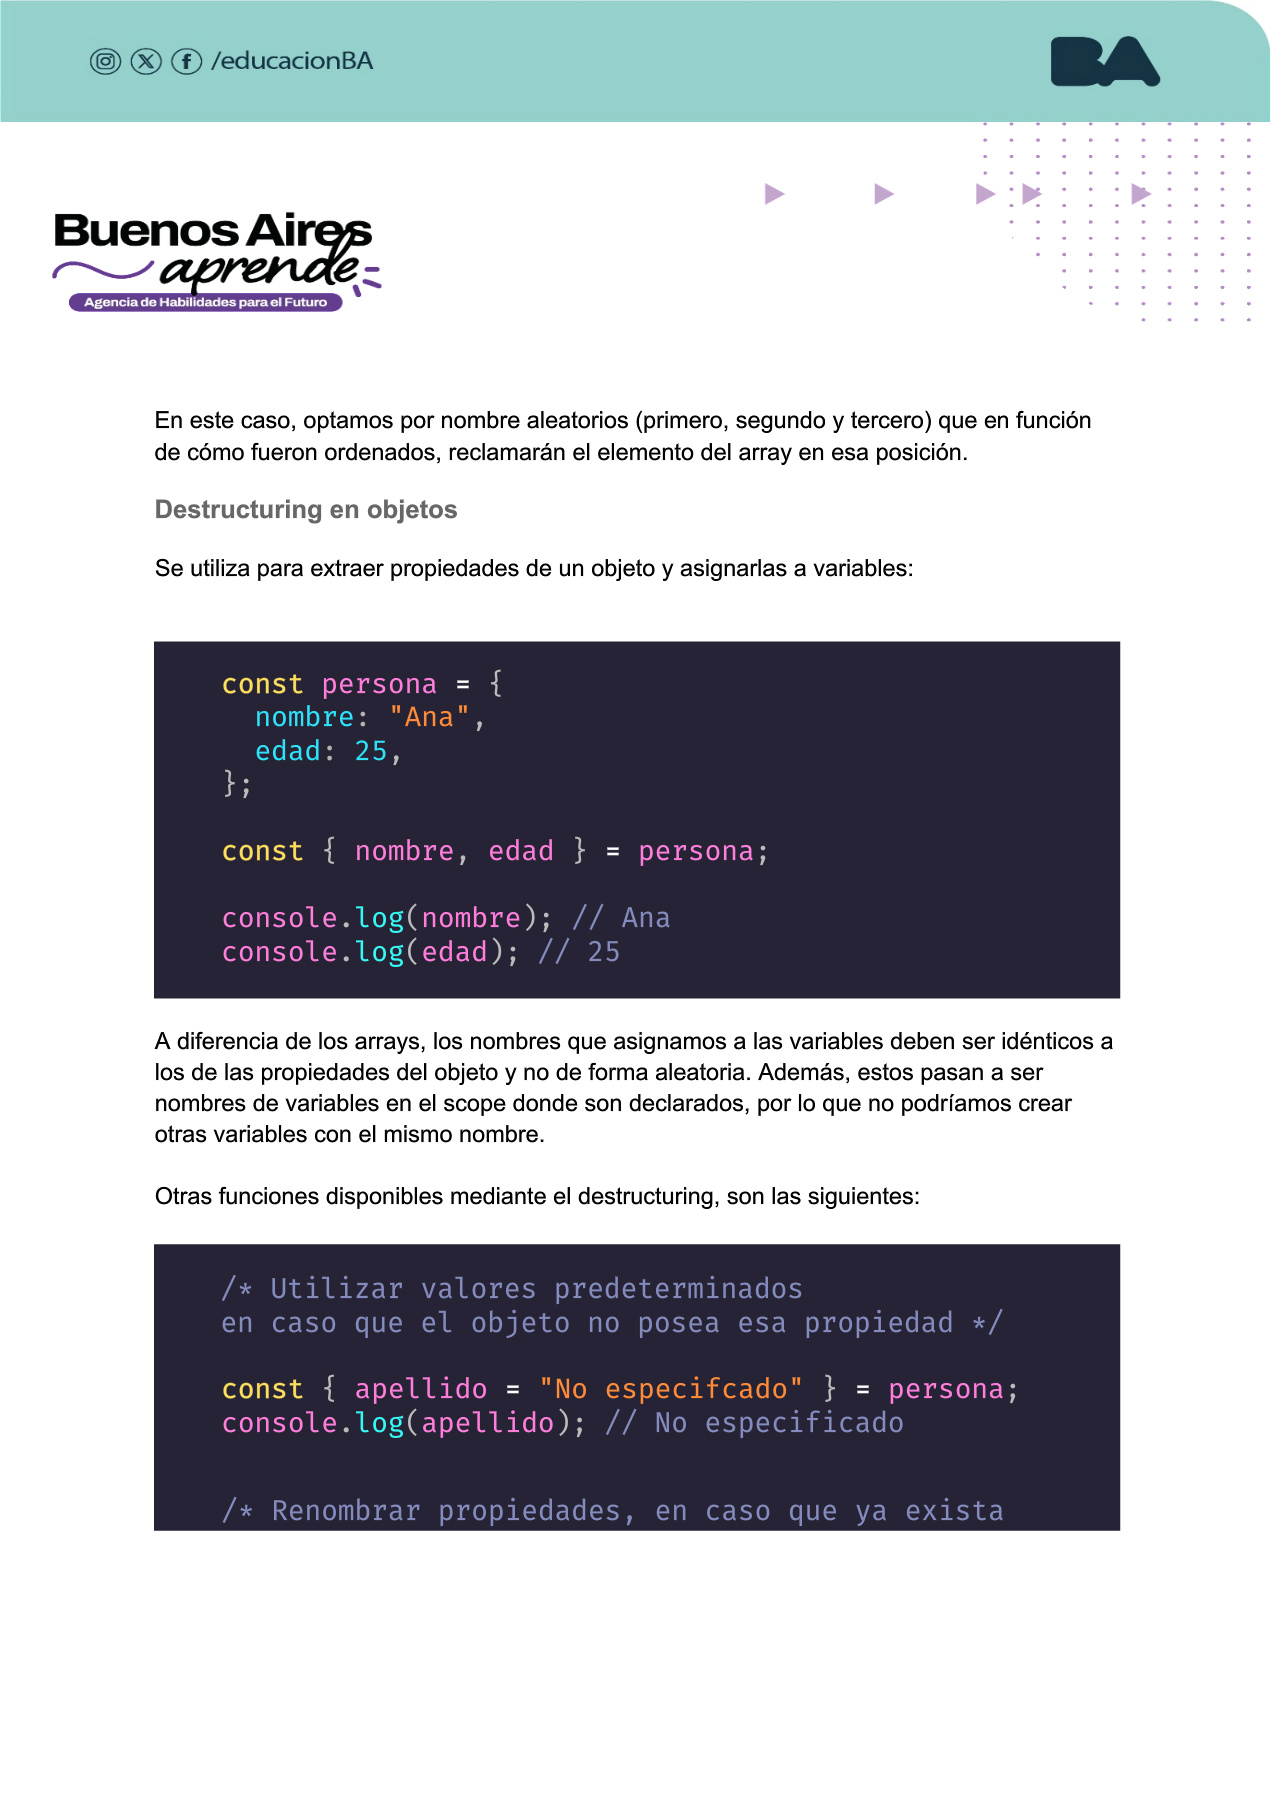 /educacionBA
BA
Buenos Aires
aprende
Agencia de Habilidades para el Futuro
En este caso, optamos por nombre aleatorios (primero, segundo y tercero) que en función
de cómo fueron ordenados, reclamarán el elemento del array en esa posición.
Destructuring en objetos
Se utiliza para extraer propiedades de un objeto y asignarlas a variables:
const persona = {
  nombre: "Ana",
  edad: 25,
};
const { nombre, edad } = persona;
console.log(nombre); // Ana
console.log(edad); // 25
A diferencia de los arrays, los nombres que asignamos a las variables deben ser idénticos a
los de las propiedades del objeto y no de forma aleatoria. Además, estos pasan a ser
nombres de variables en el scope donde son declarados, por lo que no podríamos crear
otras variables con el mismo nombre.
Otras funciones disponibles mediante el destructuring, son las siguientes:
/* Utilizar valores predeterminados
en caso que el objeto no posea esa propiedad */
const { apellido = "No especifcado" } = persona;
console.log(apellido); // No especificado
/* Renombrar propiedades, en caso que ya exista